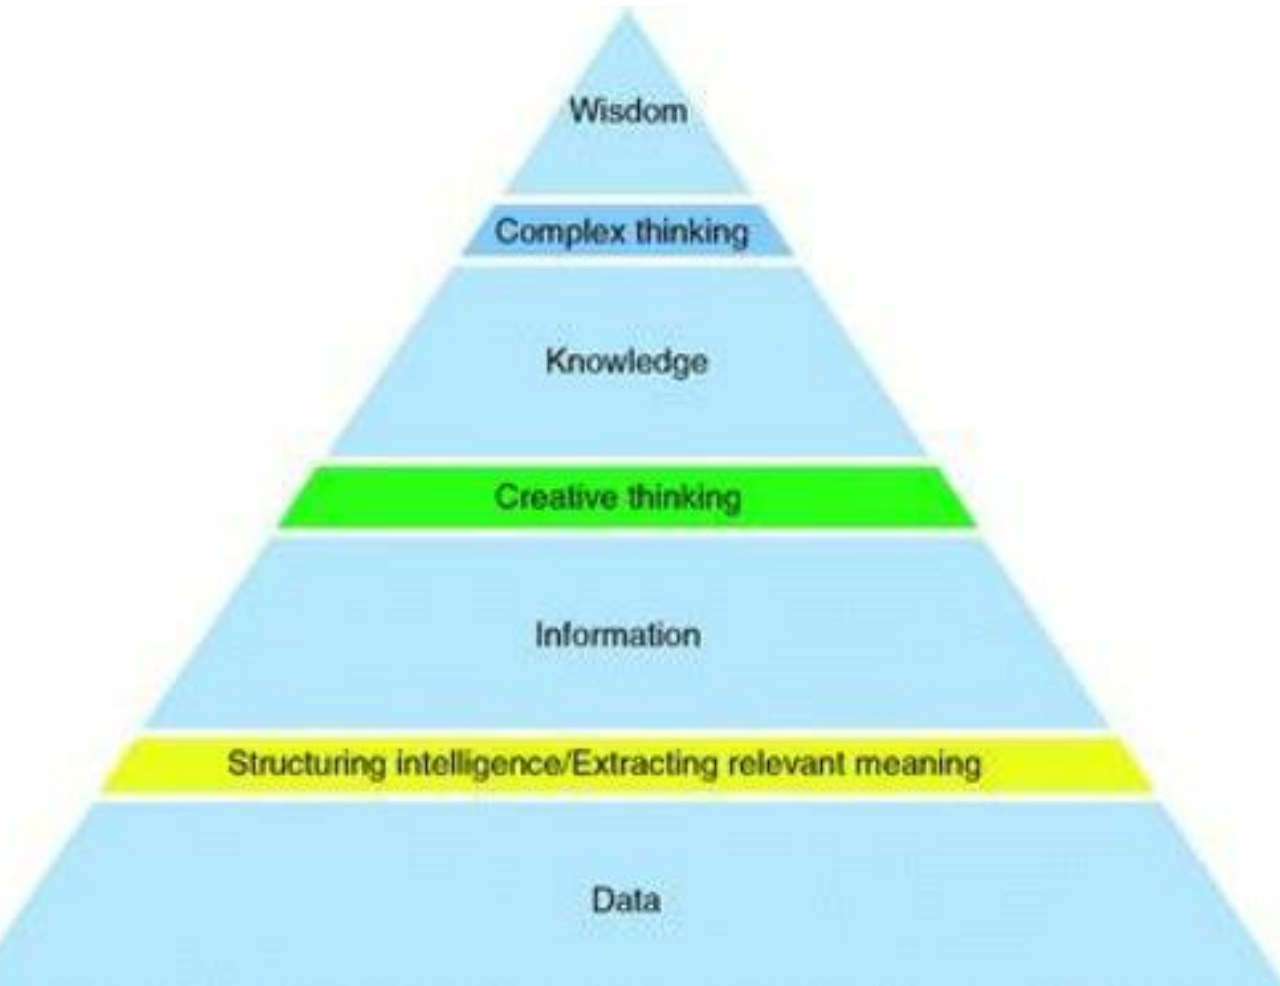 Wisdom
Complex thinking
Knowledge
Creative thinking
Information
Structuring intelligence/Extracting relevant meaning
Data